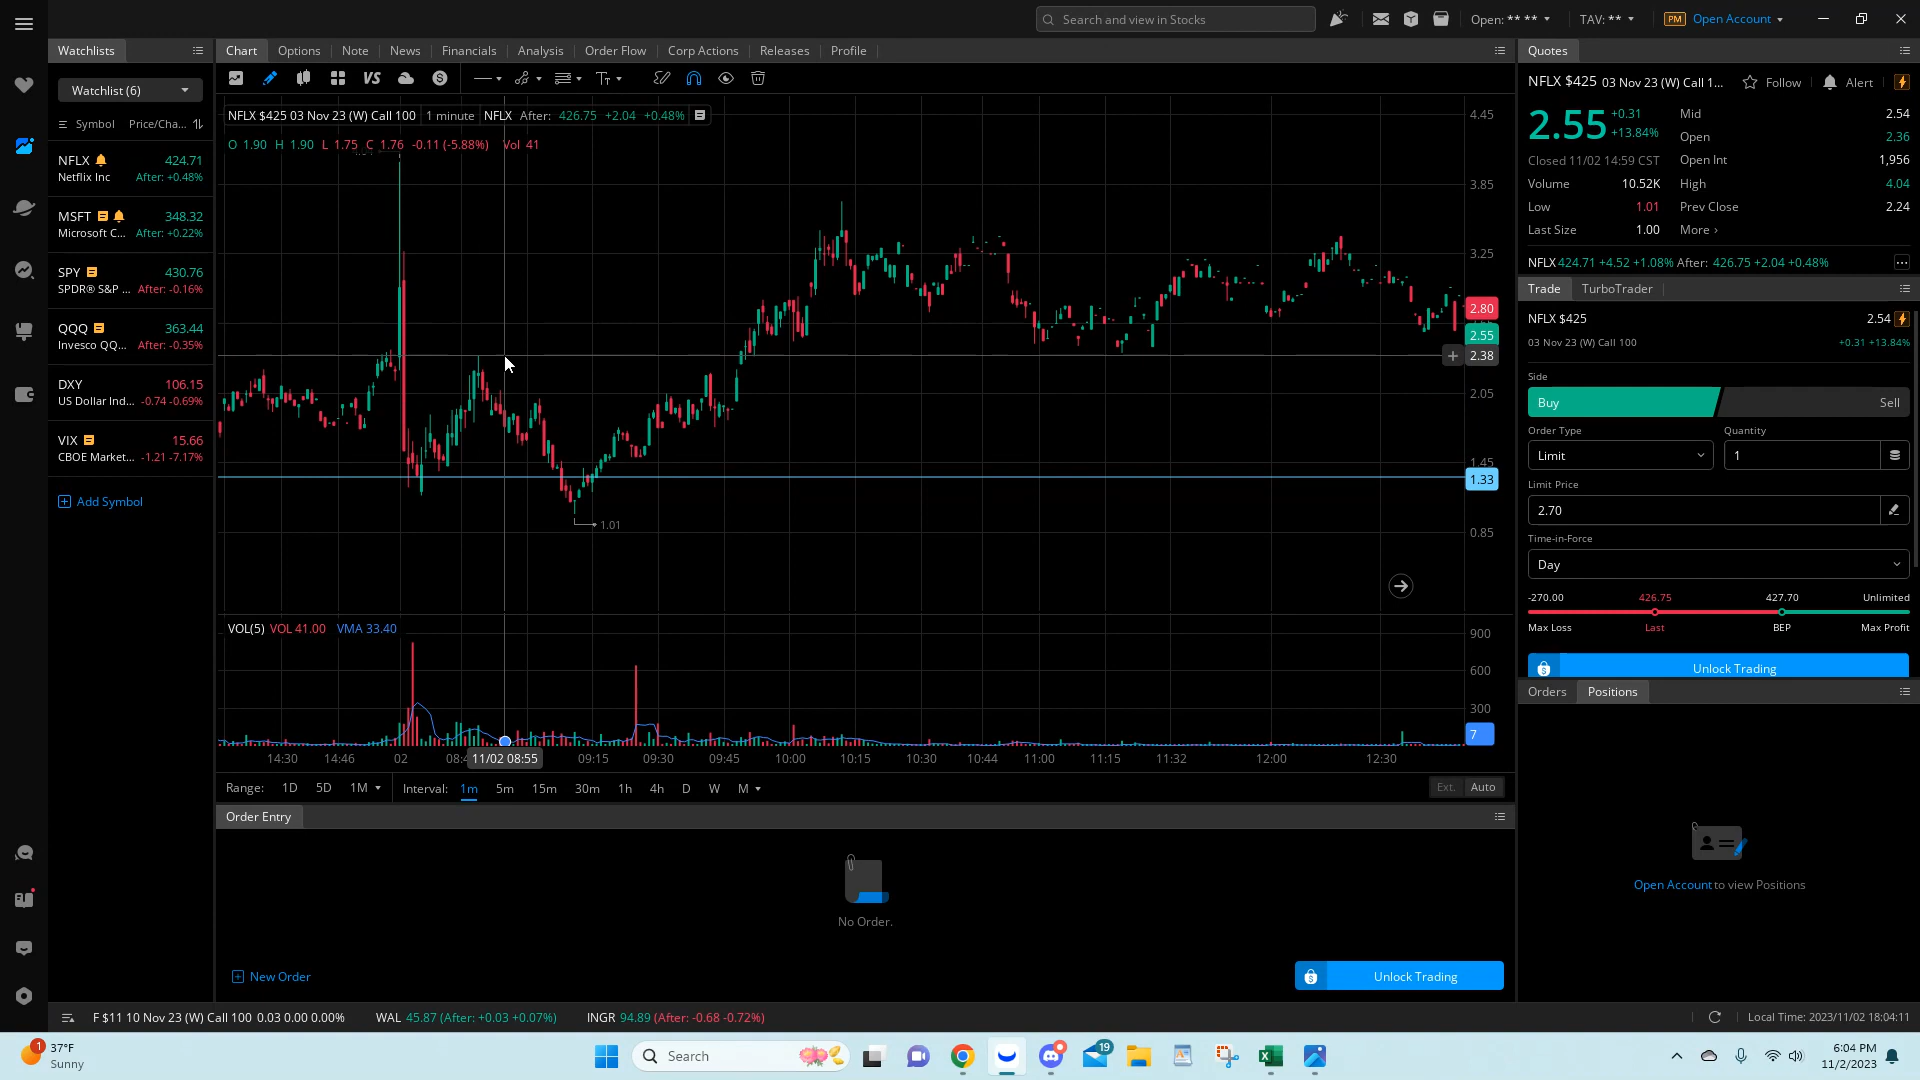 Search and view in Stocks
Open: ** **
TAV: **
PM Open Account
Watchlists
Chart Options Note News Financials Analysis Order Flow Corp Actions Releases Profile
Quotes
Watchlist (6)
VS
Symbol Price/Cha...
NFLX 424.71
Netflix Inc After: +0.48%
MSFT 348.32
Microsoft C... After: +0.22%
SPY 430.76
SPDR® S&P ... After: -0.16%
QQQ 363.44
Invesco QQ... After: -0.35%
DXY 106.15
US Dollar Ind... -0.74 -0.69%
VIX 15.66
CBOE Market... -1.21 -7.17%
Add Symbol
NFLX $425 03 Nov 23 (W) Call 100 1 minute NFLX After: 426.75 +2.04 +0.48%
O 1.90 H 1.90 L 1.75 C 1.76 -0.11 (-5.88%) Vol 41
4.45
3.85
3.25
2.80
2.55
2.38
2.05
1.45
1.33
0.85
1.01
VOL(5) VOL 41.00 VMA 33.40
900
600
300
7
14:30 14:46 02 08:4 11/02 08:55 09:15 09:30 09:45 10:00 10:15 10:30 10:44 11:00 11:15 11:32 12:00 12:30
Range: 1D 5D 1M Interval: 1m 5m 15m 30m 1h 4h D W M Ext. Auto
Order Entry
No Order.
New Order
Unlock Trading
NFLX $425 03 Nov 23 (W) Call 1... Follow Alert
2.55 +0.31
+13.84%
Closed 11/02 14:59 CST
Mid 2.54
Open 2.36
Open Int 1,956
Volume 10.52K High 4.04
Low 1.01 Prev Close 2.24
Last Size 1.00 More ›
NFLX 424.71 +4.52 +1.08% After: 426.75 +2.04 +0.48%
Trade TurboTrader
NFLX $425 2.54
03 Nov 23 (W) Call 100 +0.31 +13.84%
Side
Buy Sell
Order Type Quantity
Limit 1
Limit Price
2.70
Time-in-Force
Day
-270.00 426.75 427.70 Unlimited
Max Loss Last BEP Max Profit
Unlock Trading
Orders Positions
Open Account to view Positions
F $11 10 Nov 23 (W) Call 100 0.03 0.00 0.00% WAL 45.87 (After: +0.03 +0.07%) INGR 94.89 (After: -0.68 -0.72%)
Local Time: 2023/11/02 18:04:11
1 37°F
Sunny
Search
19
6:04 PM
11/2/2023